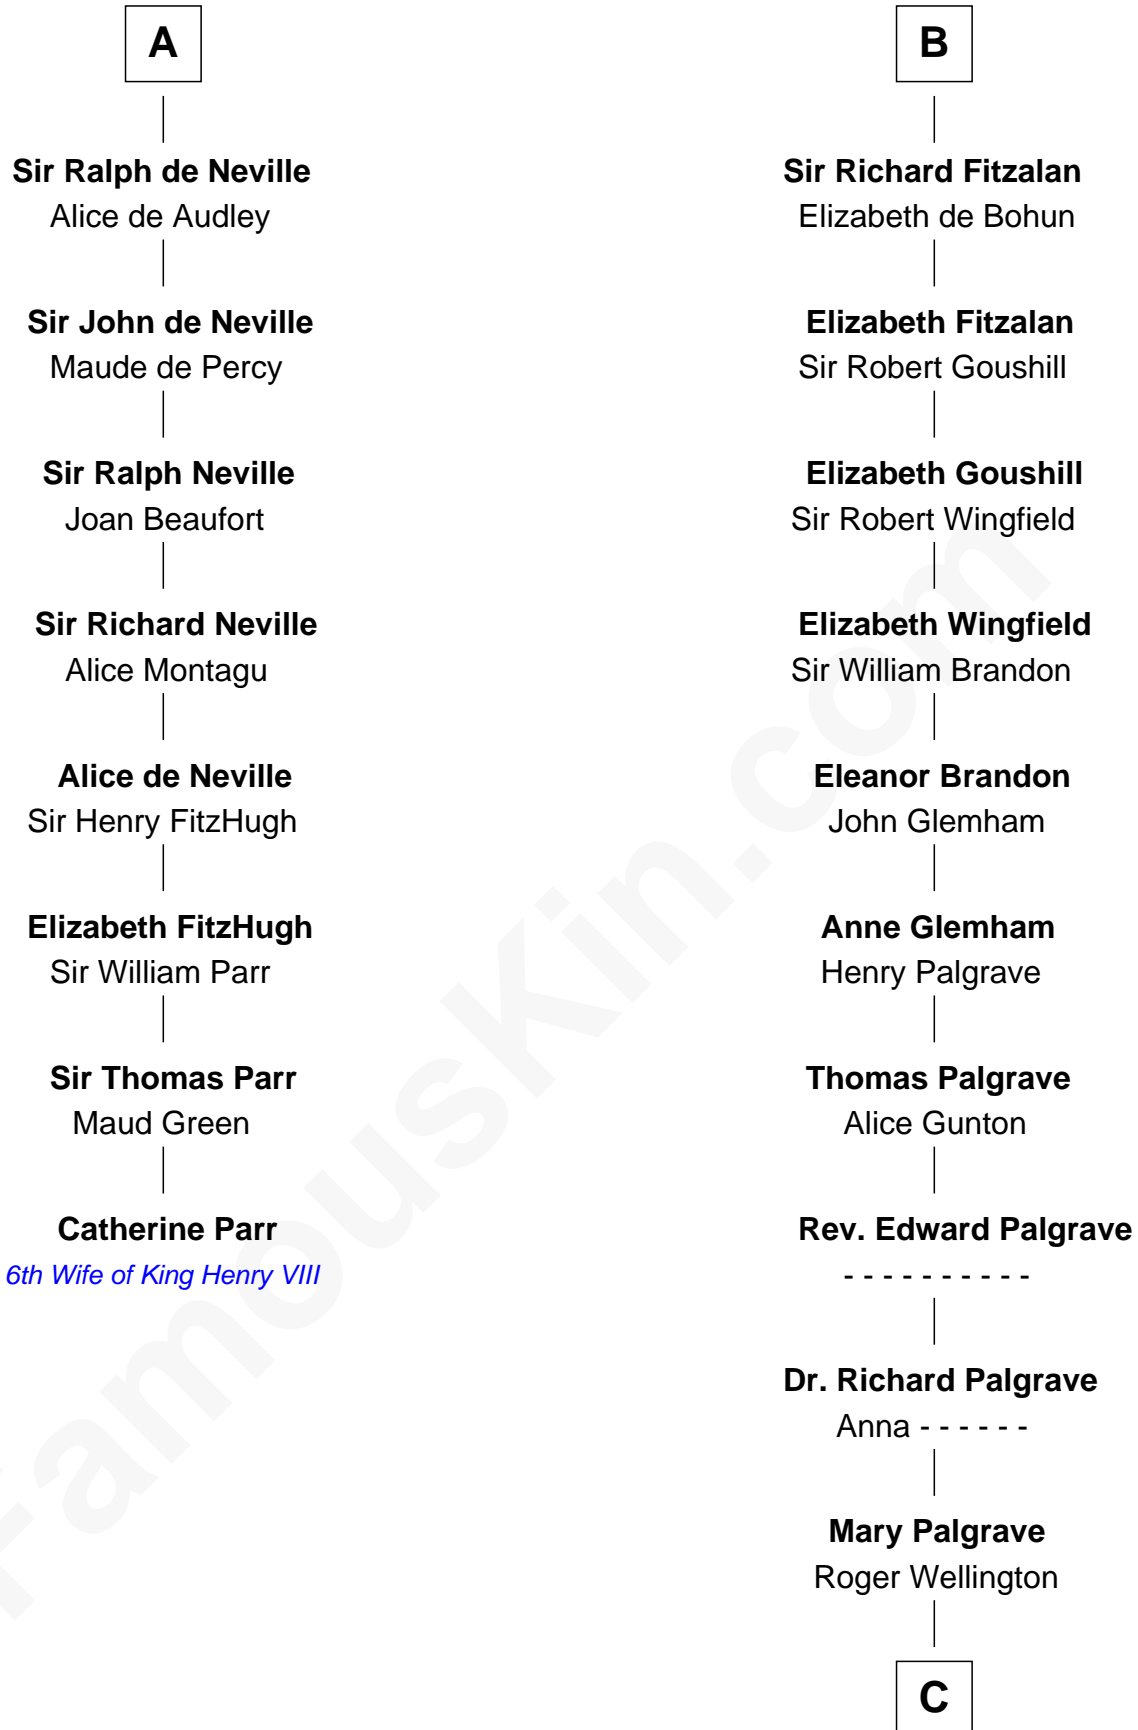 A
Sir Ralph de Neville
Alice de Audley
Sir John de Neville
Maude de Percy
Sir Ralph Neville
Joan Beaufort
Sir Richard Neville
Alice Montagu
Alice de Neville
Sir Henry FitzHugh
Elizabeth FitzHugh
Sir William Parr
Sir Thomas Parr
Maud Green
Catherine Parr
6th Wife of King Henry VIII
B
Sir Richard Fitzalan
Elizabeth de Bohun
Elizabeth Fitzalan
Sir Robert Goushill
Elizabeth Goushill
Sir Robert Wingfield
Elizabeth Wingfield
Sir William Brandon
Eleanor Brandon
John Glemham
Anne Glemham
Henry Palgrave
Thomas Palgrave
Alice Gunton
Rev. Edward Palgrave
- - - - - - - - - -
Dr. Richard Palgrave
Anna - - - - - -
Mary Palgrave
Roger Wellington
C
FamousKin.com